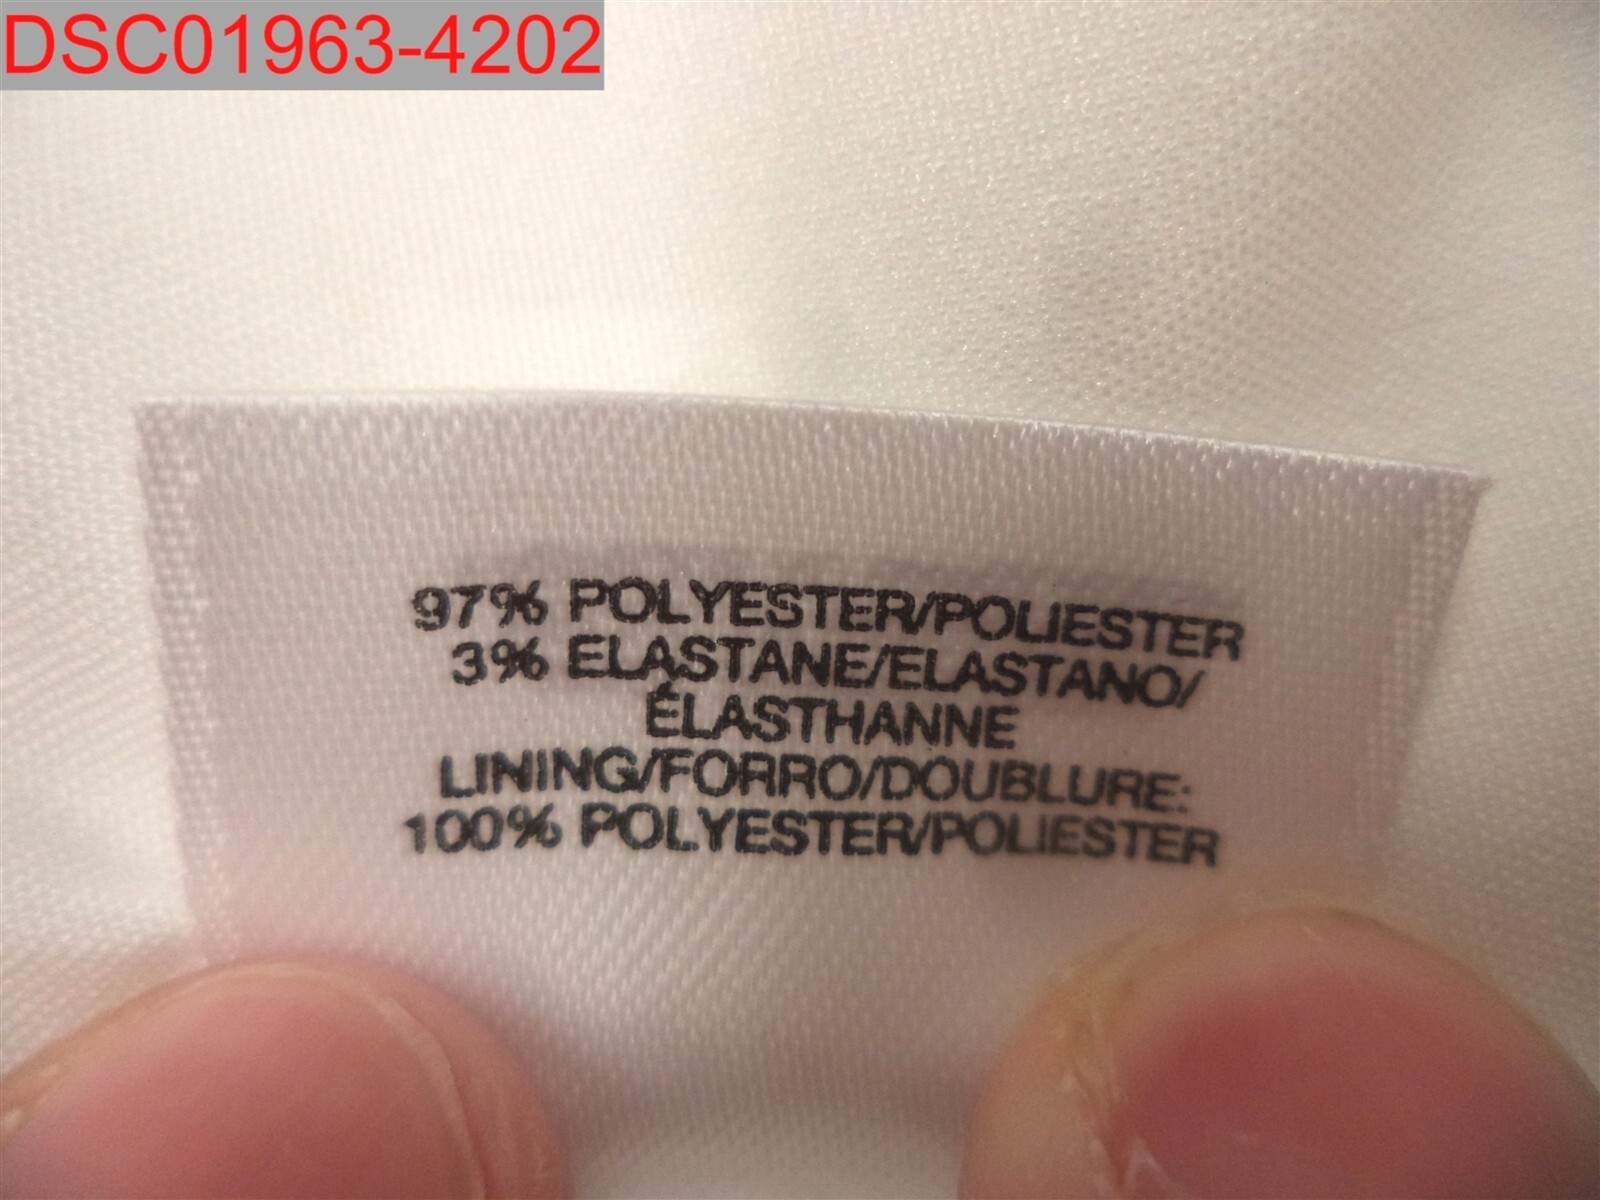 DSC01963-4202
97% POLYESTER/POLIESTER
3% ELASTANE/ELASTANO/
ÉLASTHANNE
LINING/FORRO/DOUBLURE:
100% POLYESTER/POLIESTER